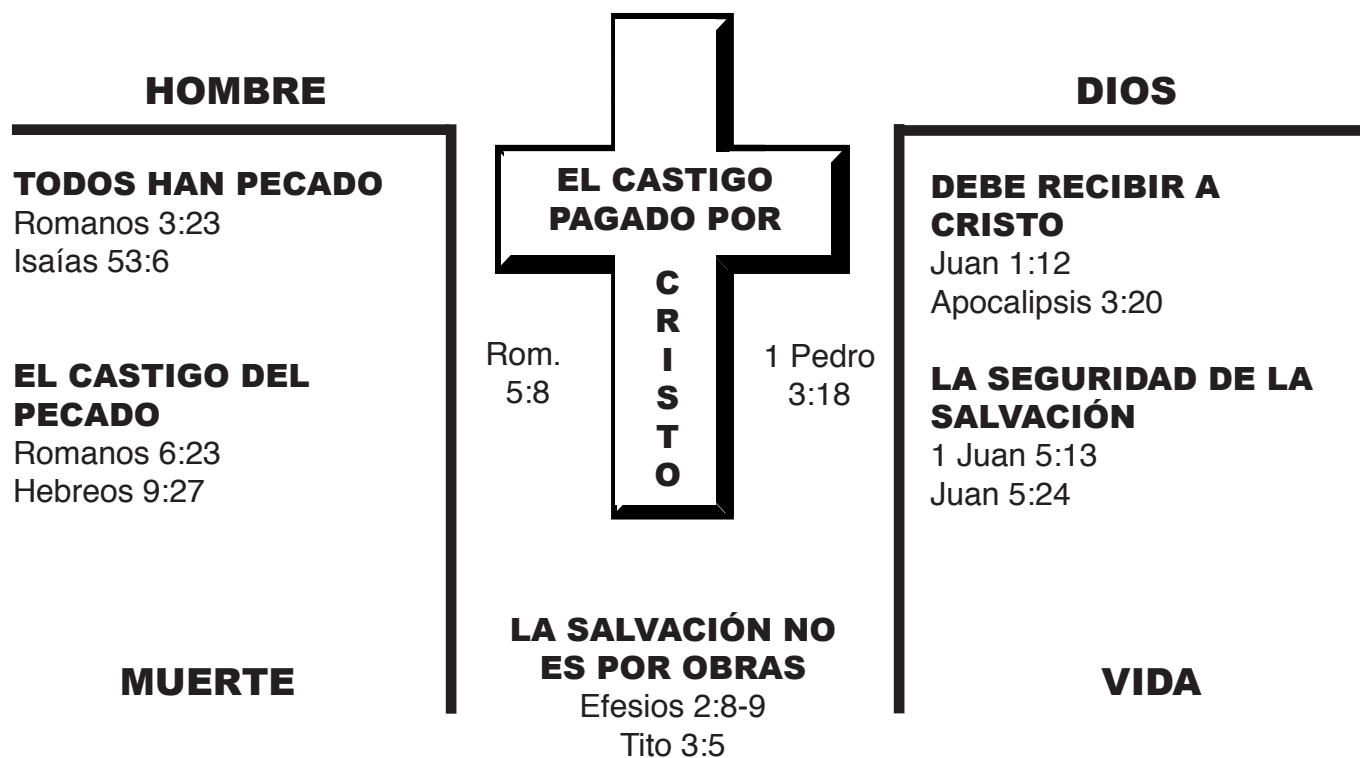 HOMBRE
TODOS HAN PECADO
Romanos 3:23
Isaías 53:6
EL CASTIGO DEL
PECADO
Romanos 6:23
Hebreos 9:27
MUERTE
EL CASTIGO
PAGADO POR
C
R
I
S
T
O
Rom.
5:8
1 Pedro
3:18
LA SALVACIÓN NO
ES POR OBRAS
Efesios 2:8-9
Tito 3:5
DIOS
DEBE RECIBIR A
CRISTO
Juan 1:12
Apocalipsis 3:20
LA SEGURIDAD DE LA
SALVACIÓN
1 Juan 5:13
Juan 5:24
VIDA